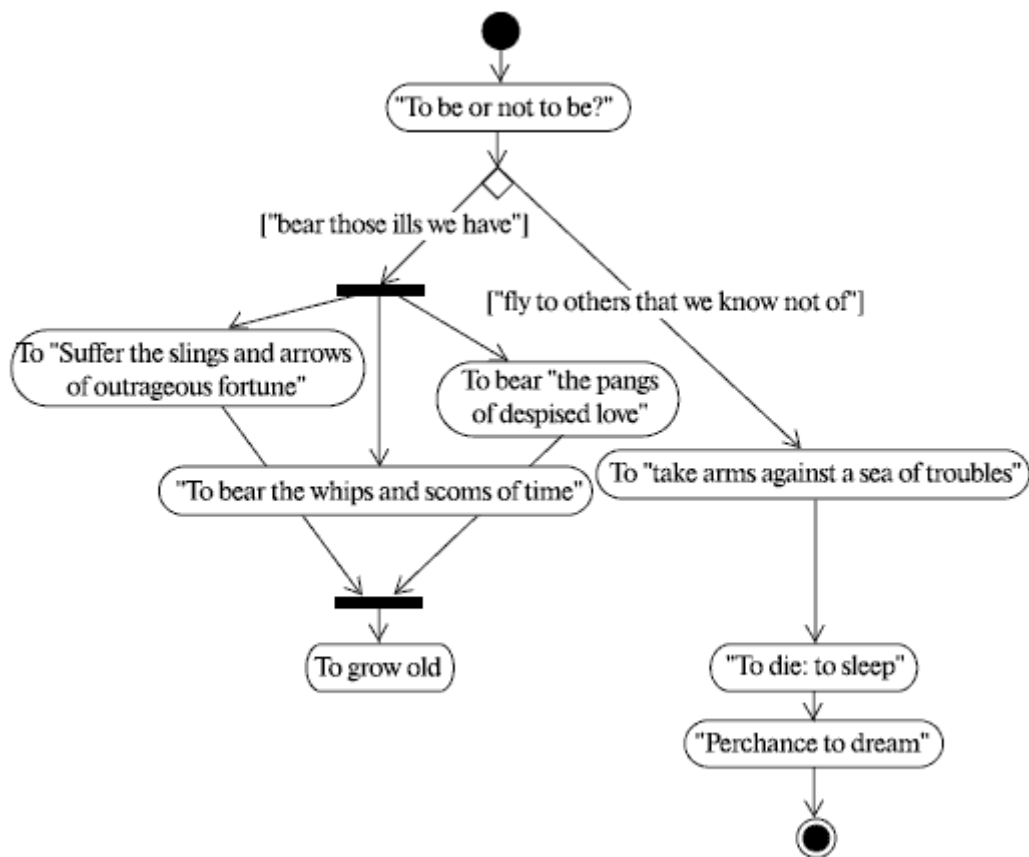 "To be or not to be?"
["bear those ills we have"]
["fly to others that we know not of"]
To "Suffer the slings and arrows
of outrageous fortune"
To bear "the pangs
of despised love"
To "take arms against a sea of troubles"
"To bear the whips and scoms of time"
To grow old
"To die: to sleep"
"Perchance to dream"